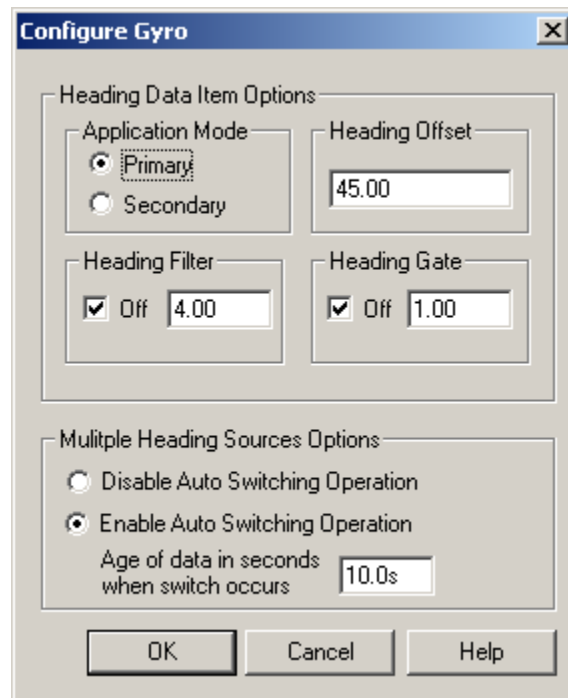 Configure Gyro
Heading Data Item Options
Application Mode
Primary
Secondary
Heading Offset
45.00
Heading Filter
Off 4.00
Heading Gate
Off 1.00
Mulitple Heading Sources Options
Disable Auto Switching Operation
Enable Auto Switching Operation
Age of data in seconds
when switch occurs
10.0s
OK Cancel Help